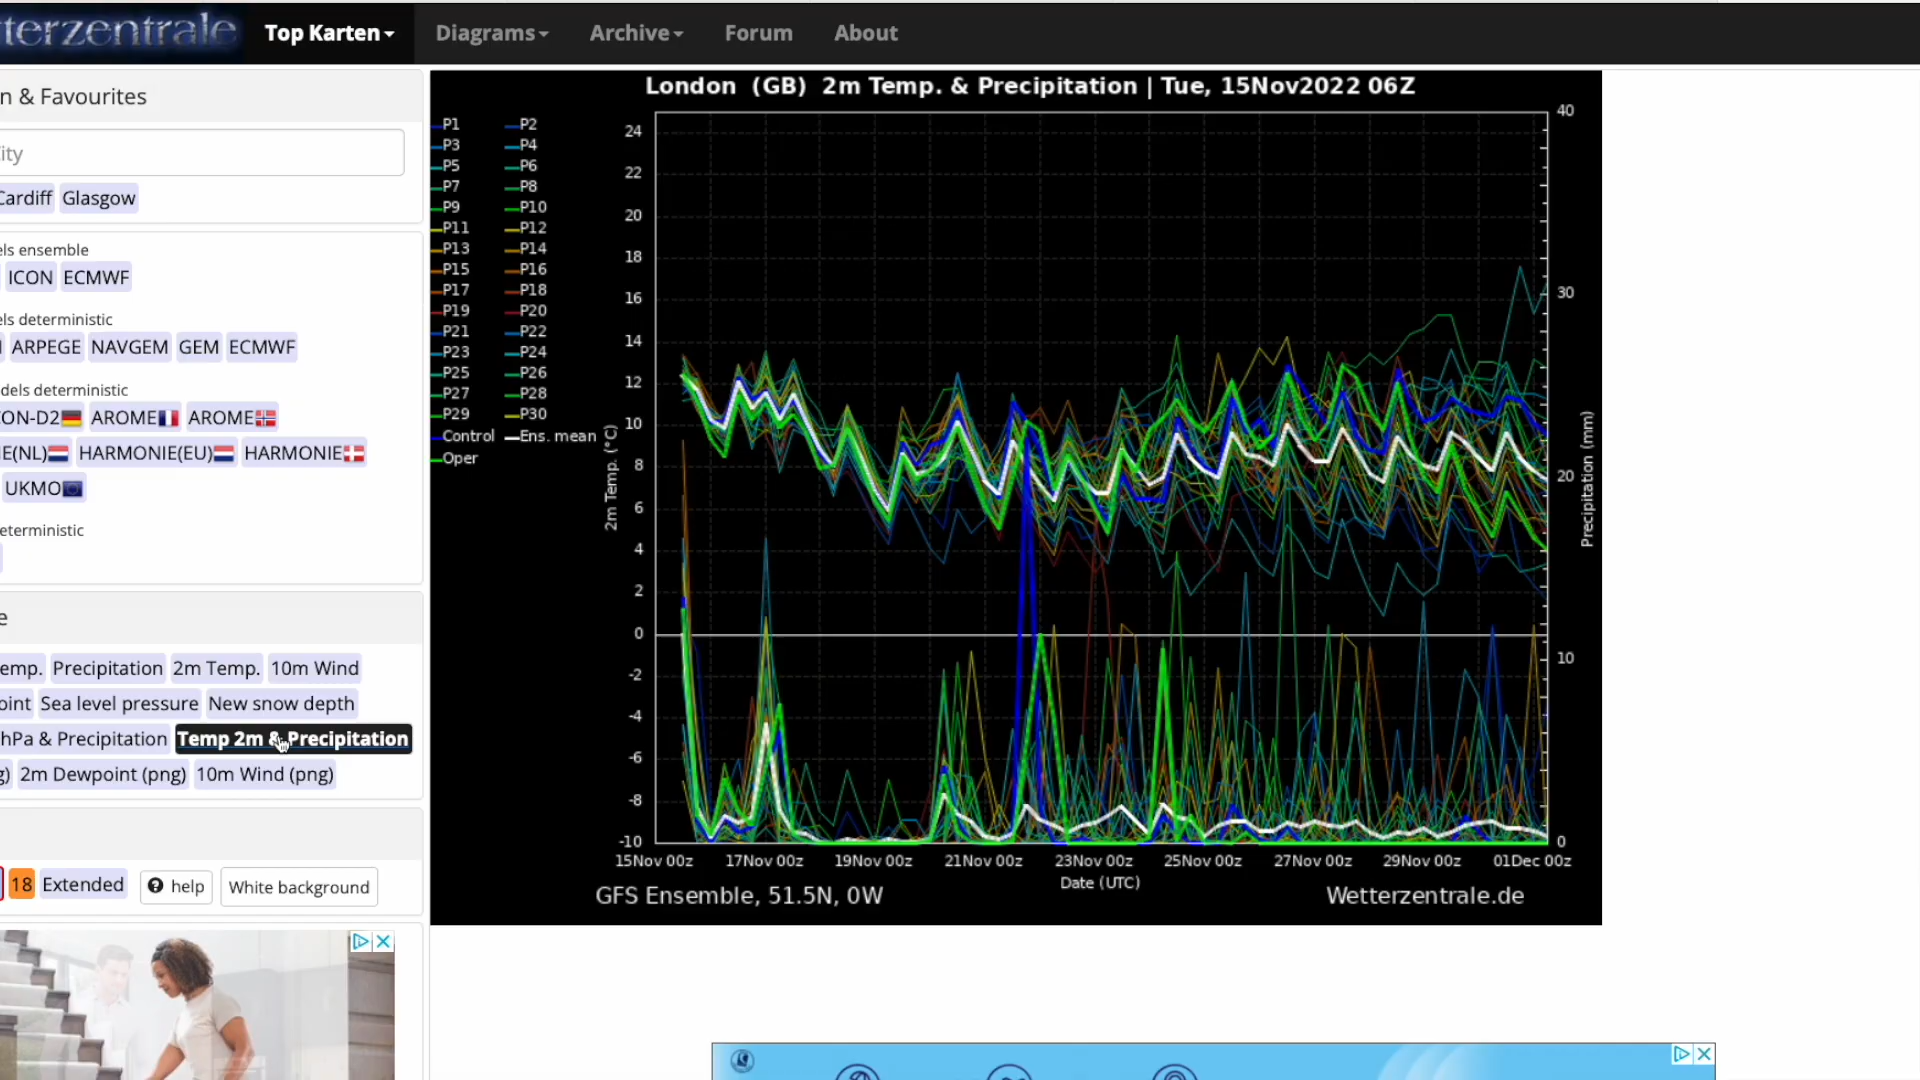 terzentrale
Top Karten
Diagrams
Archive
Forum
About
n & Favourites
ity
Cardiff Glasgow
els ensemble
ICON ECMWF
els deterministic
ARPEGE NAVGEM GEM ECMWF
dels deterministic
ON-D2 AROME AROME
IE(NL) HARMONIE(EU) HARMONIE
UKMO
eterministic
e
emp. Precipitation 2m Temp. 10m Wind
oint Sea level pressure New snow depth
hPa & Precipitation Temp 2m & Precipitation
g) 2m Dewpoint (png) 10m Wind (png)
18 Extended help White background
London (GB) 2m Temp. & Precipitation | Tue, 15Nov2022 06Z
P1 P2
P3 P4
P5 P6
P7 P8
P9 P10
P11 P12
P13 P14
P15 P16
P17 P18
P19 P20
P21 P22
P23 P24
P25 P26
P27 P28
P29 P30
Control Ens. mean
Oper
2m Temp. (°C)
24
22
20
18
16
14
12
10
8
6
4
2
0
-2
-4
-6
-8
-10
40
30
20
10
0
Precipitation (mm)
15Nov 00z 17Nov 00z 19Nov 00z 21Nov 00z 23Nov 00z 25Nov 00z 27Nov 00z 29Nov 00z 01Dec 00z
Date (UTC)
GFS Ensemble, 51.5N, 0W
Wetterzentrale.de